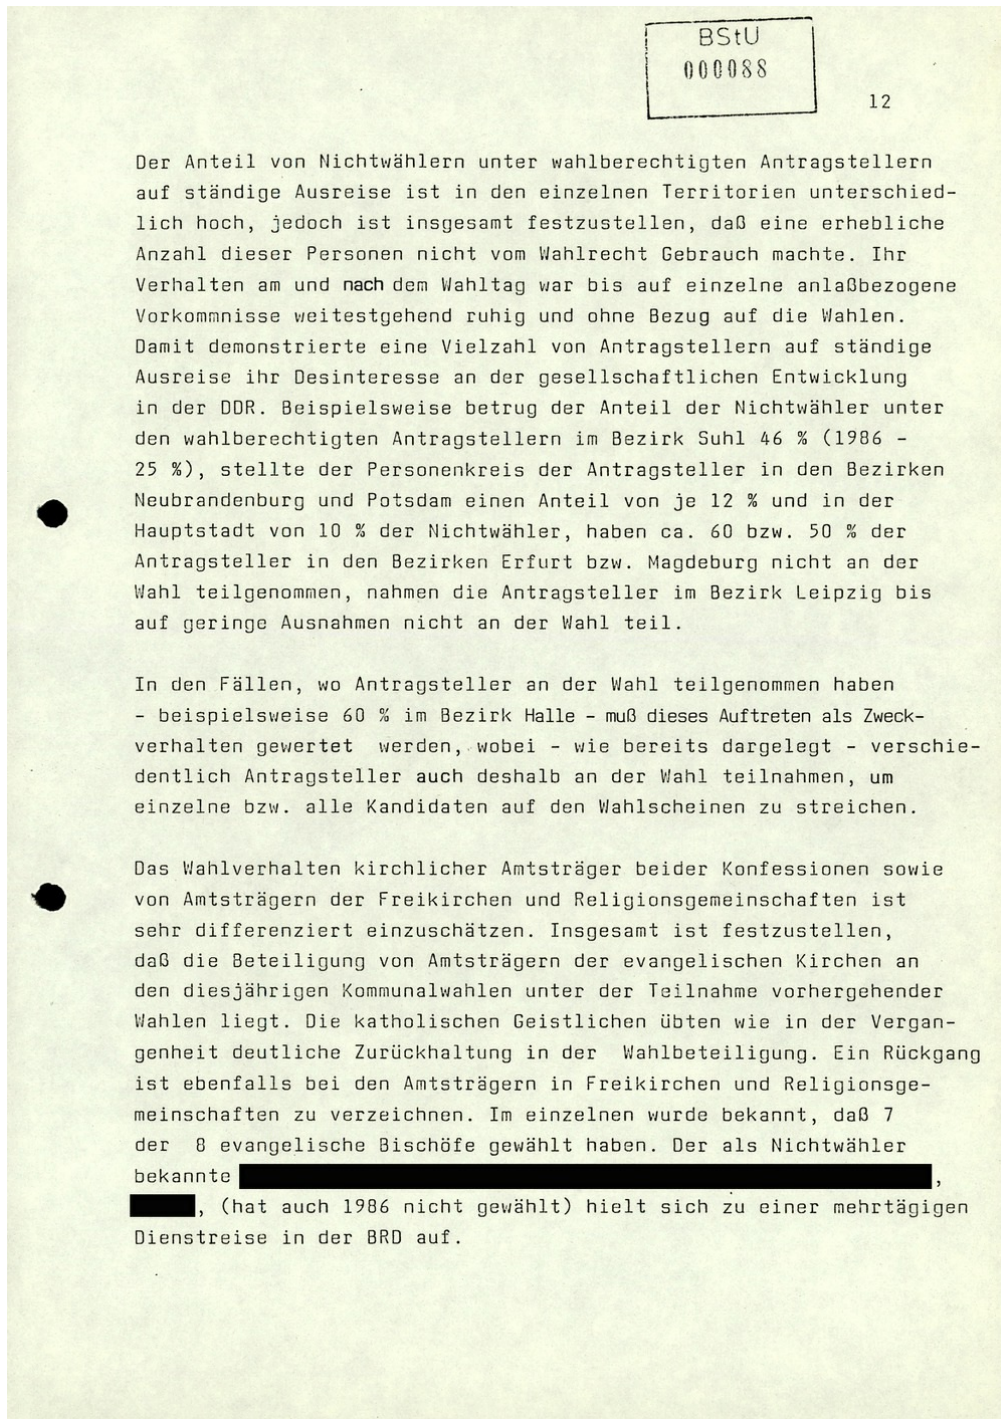 BStU
000088
12
Der Anteil von Nichtwählern unter wahlberechtigten Antragstellern
auf ständige Ausreise ist in den einzelnen Territorien unterschied-
lich hoch, jedoch ist insgesamt festzustellen, daß eine erhebliche
Anzahl dieser Personen nicht vom Wahlrecht Gebrauch machte. Ihr
Verhalten am und nach dem Wahltag war bis auf einzelne anlaßbezogene
Vorkommnisse weitestgehend ruhig und ohne Bezug auf die Wahlen.
Damit demonstrierte eine Vielzahl von Antragstellern auf ständige
Ausreise ihr Desinteresse an der gesellschaftlichen Entwicklung
in der DDR. Beispielsweise betrug der Anteil der Nichtwähler unter
den wahlberechtigten Antragstellern im Bezirk Suhl 46 % (1986 -
25 %), stellte der Personenkreis der Antragsteller in den Bezirken
Neubrandenburg und Potsdam einen Anteil von je 12 % und in der
Hauptstadt von 10 % der Nichtwähler, haben ca. 60 bzw. 50 % der
Antragsteller in den Bezirken Erfurt bzw. Magdeburg nicht an der
Wahl teilgenommen, nahmen die Antragsteller im Bezirk Leipzig bis
auf geringe Ausnahmen nicht an der Wahl teil.
In den Fällen, wo Antragsteller an der Wahl teilgenommen haben
- beispielsweise 60 % im Bezirk Halle - muß dieses Auftreten als Zweck-
verhalten gewertet werden, wobei - wie bereits dargelegt - verschie-
dentlich Antragsteller auch deshalb an der Wahl teilnahmen, um
einzelne bzw. alle Kandidaten auf den Wahlscheinen zu streichen.
Das Wahlverhalten kirchlicher Amtsträger beider Konfessionen sowie
von Amtsträgern der Freikirchen und Religionsgemeinschaften ist
sehr differenziert einzuschätzen. Insgesamt ist festzustellen,
daß die Beteiligung von Amtsträgern der evangelischen Kirchen an
den diesjährigen Kommunalwahlen unter der Teilnahme vorhergehender
Wahlen liegt. Die katholischen Geistlichen übten wie in der Vergan-
genheit deutliche Zurückhaltung in der Wahlbeteiligung. Ein Rückgang
ist ebenfalls bei den Amtsträgern in Freikirchen und Religionsge-
meinschaften zu verzeichnen. Im einzelnen wurde bekannt, daß 7
der 8 evangelische Bischöfe gewählt haben. Der als Nichtwähler
bekannte ,
, (hat auch 1986 nicht gewählt) hielt sich zu einer mehrtägigen
Dienstreise in der BRD auf.